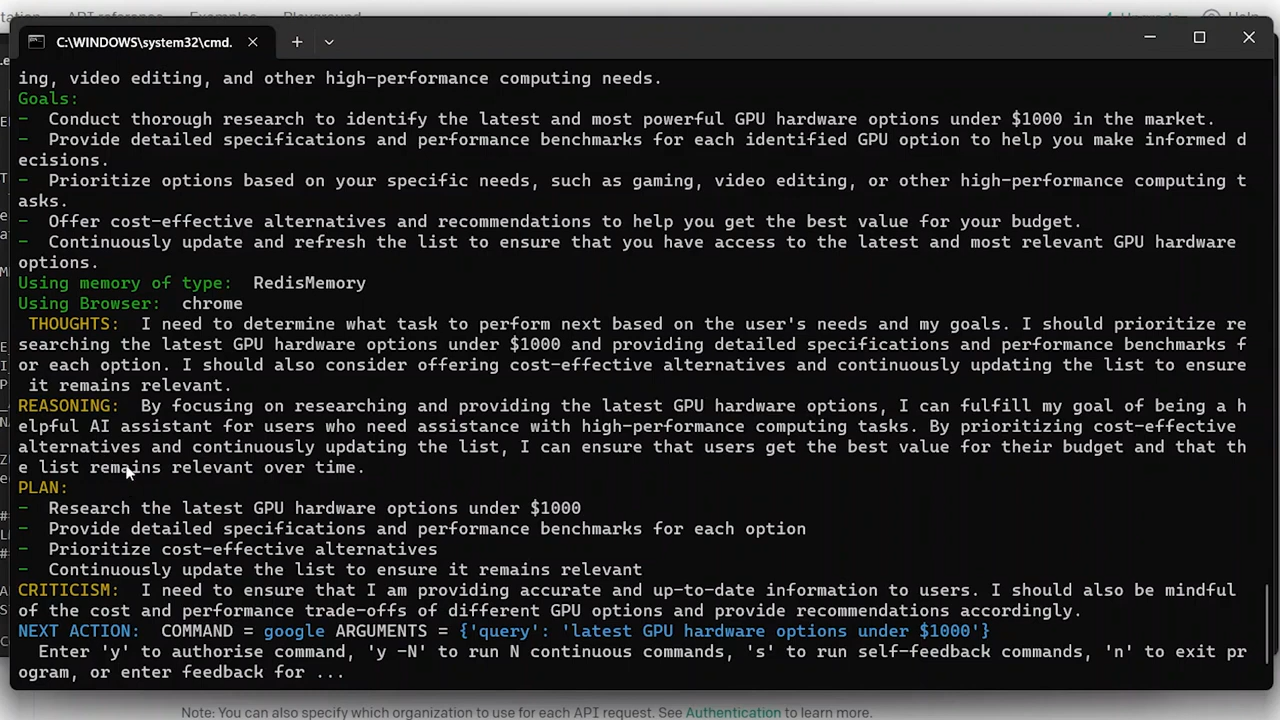 API reference Examples Playground Upgrade Help
C:\WINDOWS\system32\cmd.
ing, video editing, and other high-performance computing needs.
Goals:
- Conduct thorough research to identify the latest and most powerful GPU hardware options under $1000 in the market.
- Provide detailed specifications and performance benchmarks for each identified GPU option to help you make informed d
ecisions.
- Prioritize options based on your specific needs, such as gaming, video editing, or other high-performance computing t
asks.
- Offer cost-effective alternatives and recommendations to help you get the best value for your budget.
- Continuously update and refresh the list to ensure that you have access to the latest and most relevant GPU hardware
options.
Using memory of type: RedisMemory
Using Browser: chrome
THOUGHTS: I need to determine what task to perform next based on the user's needs and my goals. I should prioritize re
searching the latest GPU hardware options under $1000 and providing detailed specifications and performance benchmarks f
or each option. I should also consider offering cost-effective alternatives and continuously updating the list to ensure
it remains relevant.
REASONING: By focusing on researching and providing the latest GPU hardware options, I can fulfill my goal of being a h
elpful AI assistant for users who need assistance with high-performance computing tasks. By prioritizing cost-effective
alternatives and continuously updating the list, I can ensure that users get the best value for their budget and that th
e list remains relevant over time.
PLAN:
- Research the latest GPU hardware options under $1000
- Provide detailed specifications and performance benchmarks for each option
- Prioritize cost-effective alternatives
- Continuously update the list to ensure it remains relevant
CRITICISM: I need to ensure that I am providing accurate and up-to-date information to users. I should also be mindful
of the cost and performance trade-offs of different GPU options and provide recommendations accordingly.
NEXT ACTION: COMMAND = google ARGUMENTS = {'query': 'latest GPU hardware options under $1000'}
Enter 'y' to authorise command, 'y -N' to run N continuous commands, 's' to run self-feedback commands, 'n' to exit pr
ogram, or enter feedback for ...
Note: You can also specify which organization to use for each API request. See Authentication to learn more.